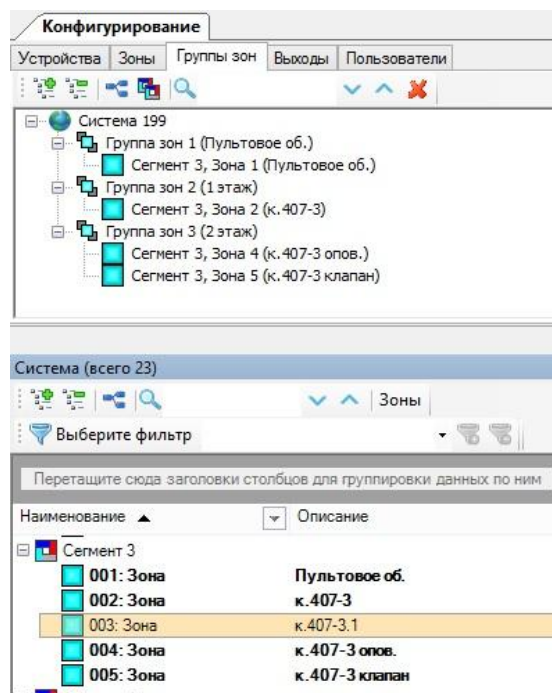 Конфигурирование
Устройства Зоны Группы зон Выходы Пользователи
Система 199
Группа зон 1 (Пультовое об.)
Сегмент 3, Зона 1 (Пультовое об.)
Группа зон 2 (1 этаж)
Сегмент 3, Зона 2 (к.407-3)
Группа зон 3 (2 этаж)
Сегмент 3, Зона 4 (к.407-3 опов.)
Сегмент 3, Зона 5 (к.407-3 клапан)
Система (всего 23)
Зоны
Выберите фильтр
Перетащите сюда заголовки столбцов для группировки данных по ним
Наименование Описание
Сегмент 3
001: Зона Пультовое об.
002: Зона к.407-3
003: Зона к.407-3.1
004: Зона к.407-3 опов.
005: Зона к.407-3 клапан